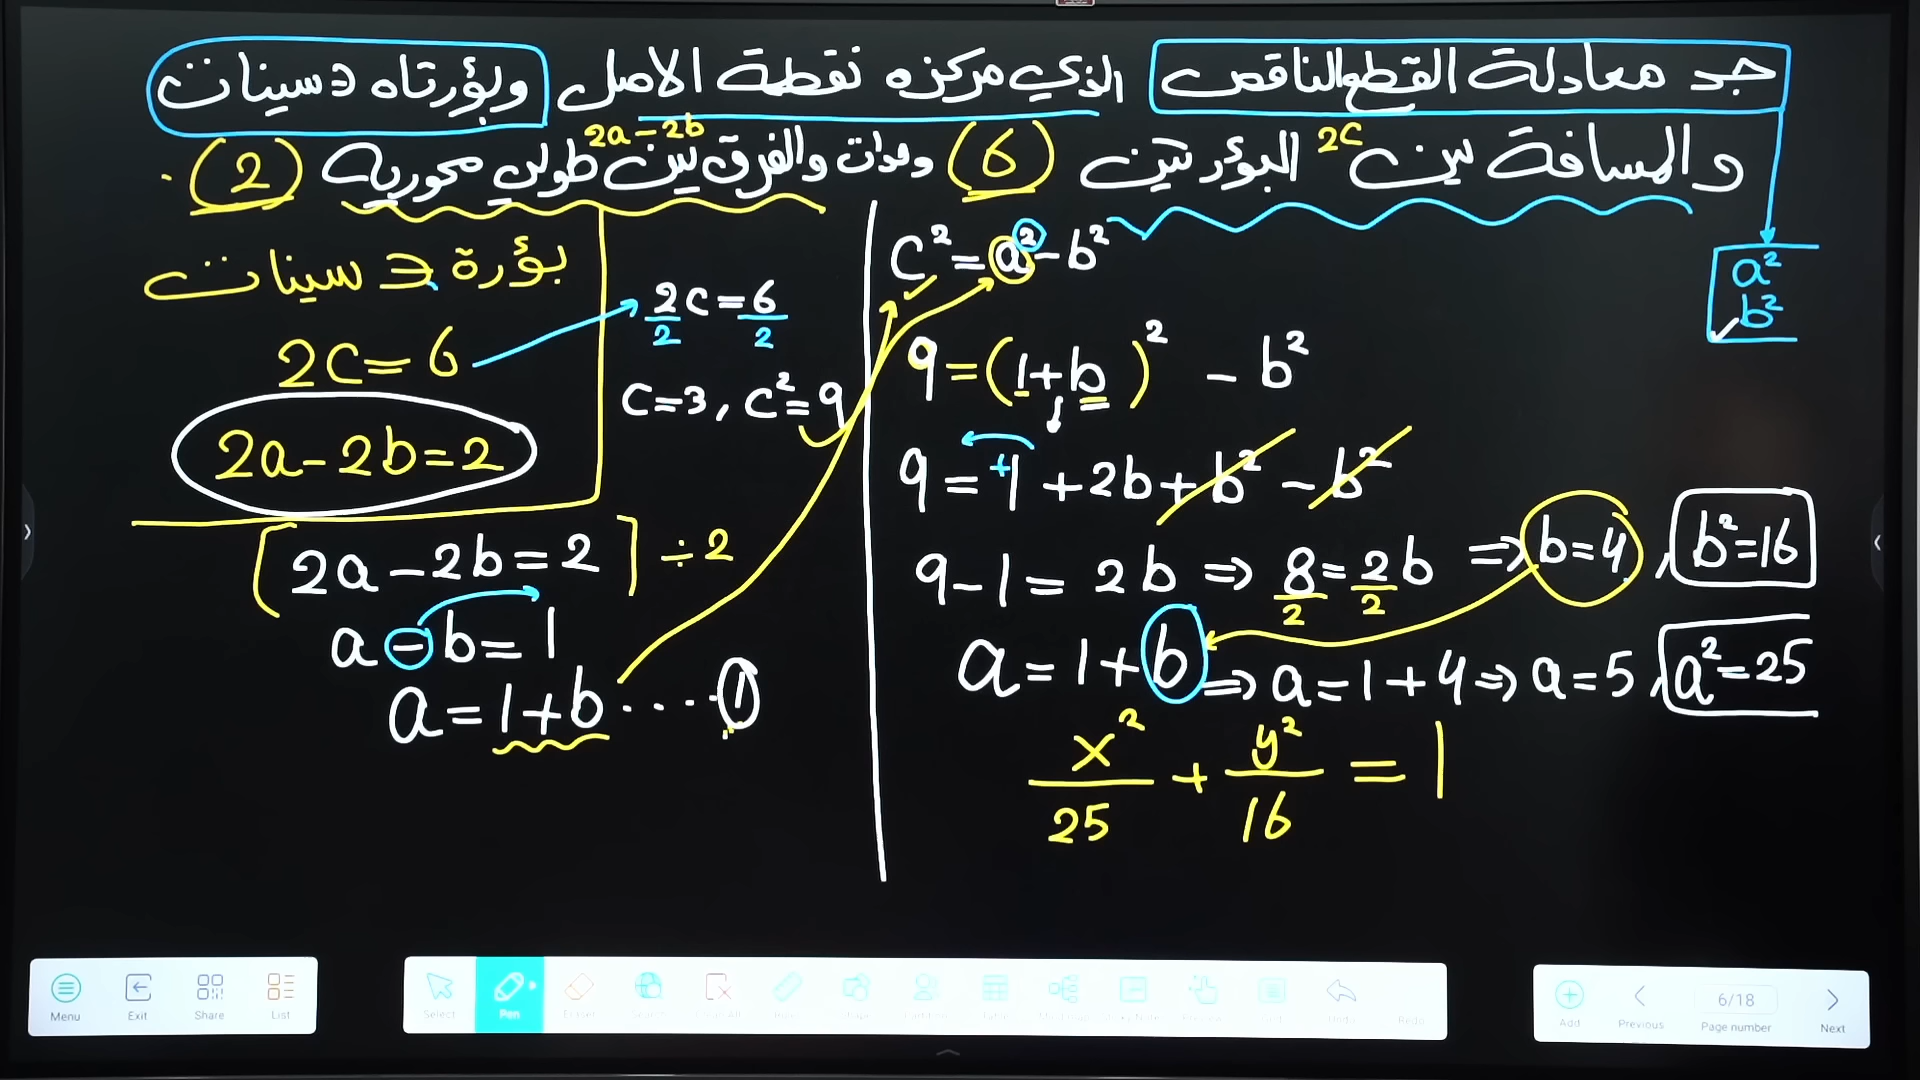 جد معادلة القطع الناقص الذي مركزه نقطة الاصل وبؤرتاه د سينات
والمسافة بين 2C البؤرتين (6) وحدات والفرق بين 2a-2b طولي محوريه (2).
بؤرة د سينات
2C=6
2a-2b=2
[2a-2b=2] ÷2
a-b=1
a=1+b....①
2C=6
2 2
C=3, C²=9
C²=a²-b²
9=(1+b)² - b²
9=+1+2b+b²-b²
9-1=2b ⇒ 8=2b ⇒ b=4, b²=16
2 2
a=1+b ⇒ a=1+4 ⇒ a=5, a²=25
x²/25 + y²/16 = 1
a²
b²
Menu Exit Share List
Select Pen Eraser Undo Redo
Add Previous 6/18 Page number Next